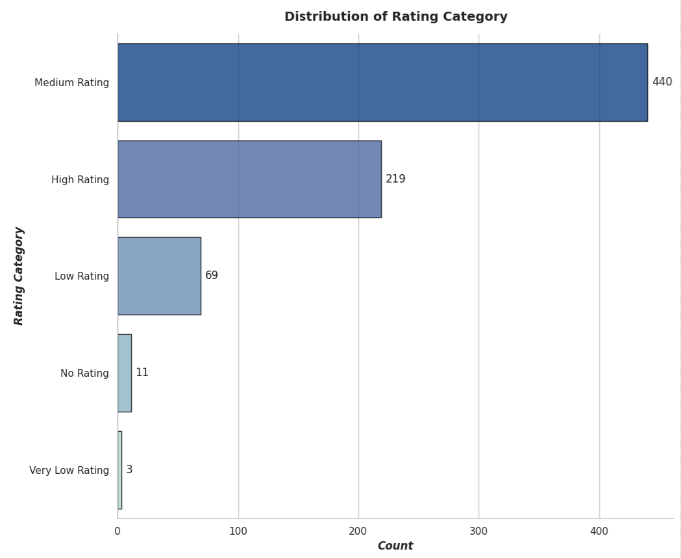 Distribution of Rating Category
Medium Rating
440
High Rating
219
Low Rating
69
No Rating
11
Very Low Rating
3
0 100 200 300 400
Count
Rating Category